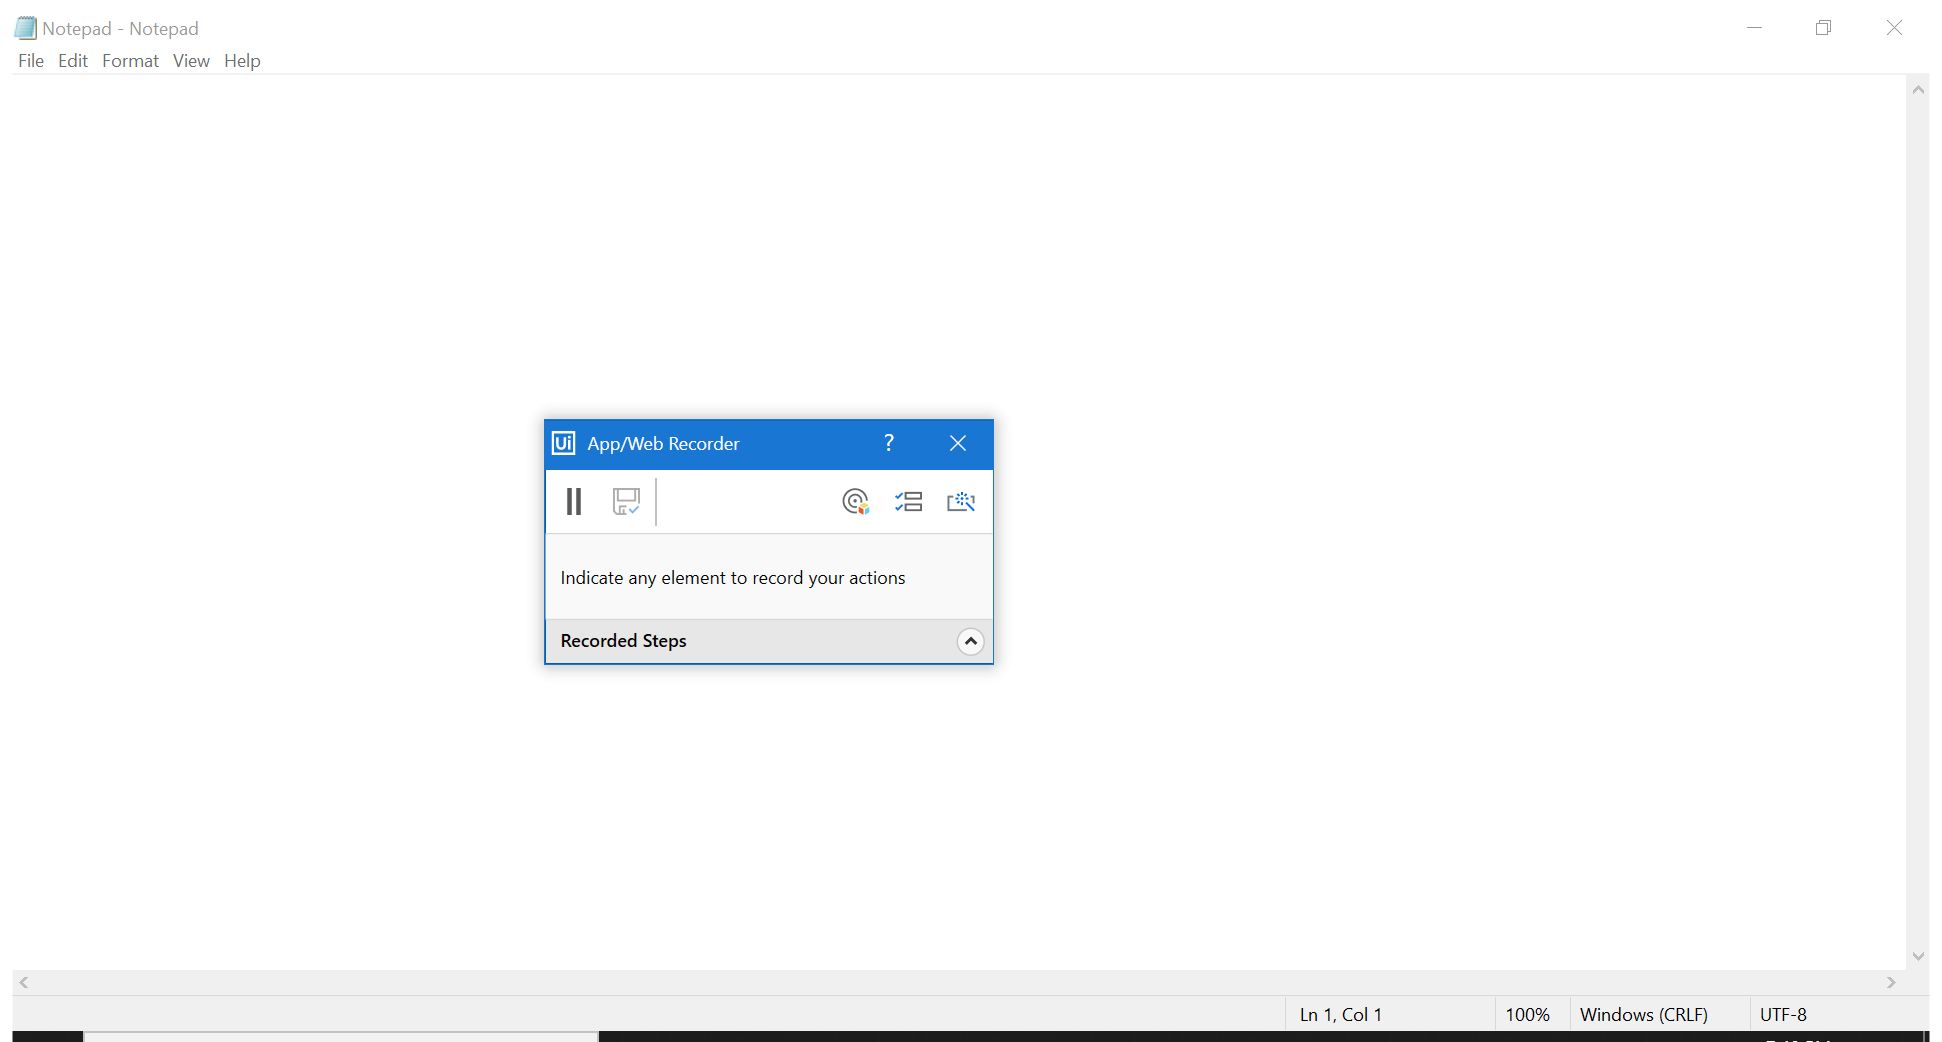 Notepad - Notepad
File Edit Format View Help
Ui App/Web Recorder ?
Indicate any element to record your actions
Recorded Steps
Ln 1, Col 1 100% Windows (CRLF) UTF-8